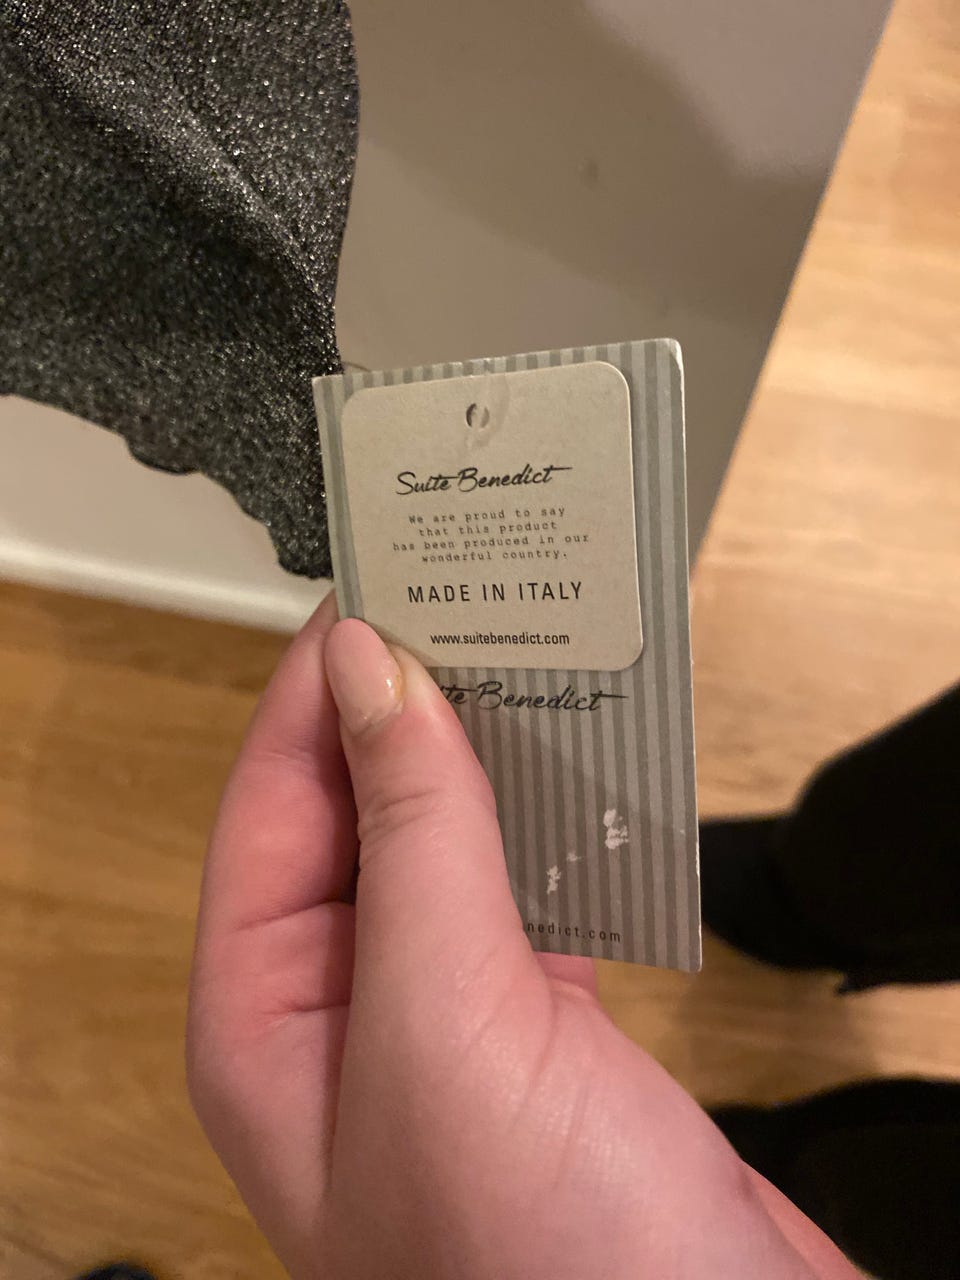 Suite Benedict
We are proud to say
that this product
has been produced in our
wonderful country.
MADE IN ITALY
www.suitebenedict.com
Benedict